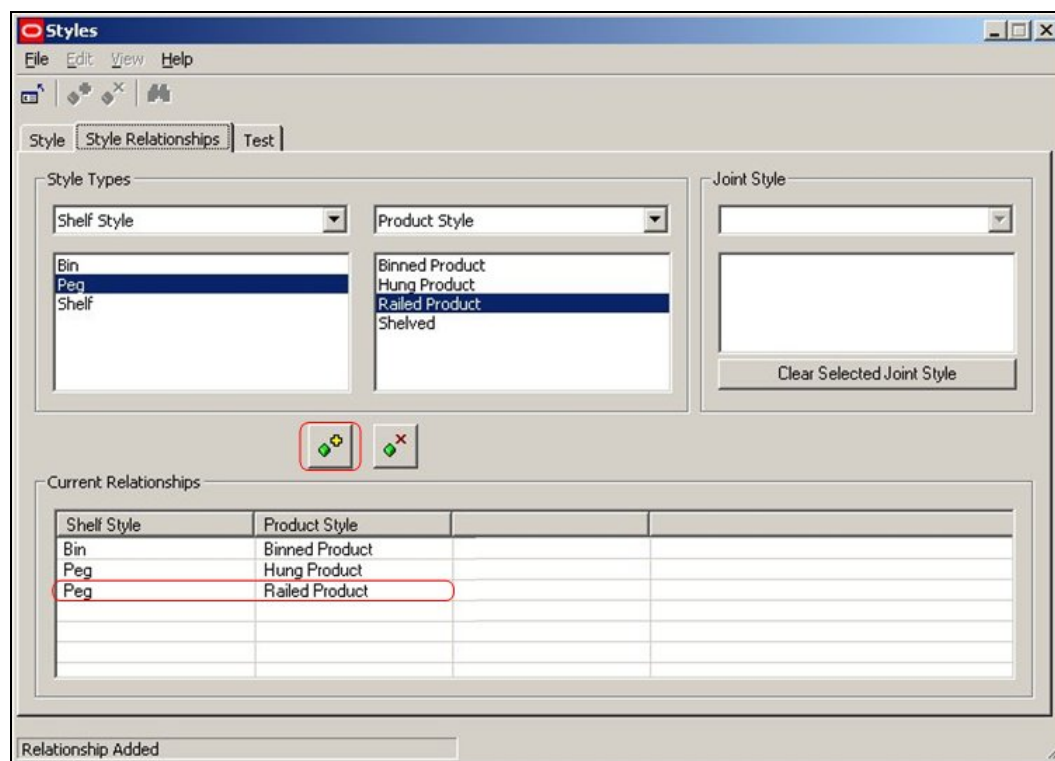 Styles
File Edit View Help
Style Style Relationships Test
Style Types
Joint Style
Shelf Style Product Style
Bin
Peg
Shelf
Binned Product
Hung Product
Railed Product
Shelved
Clear Selected Joint Style
Current Relationships
Shelf Style Product Style
Bin Binned Product
Peg Hung Product
Peg Railed Product
Relationship Added